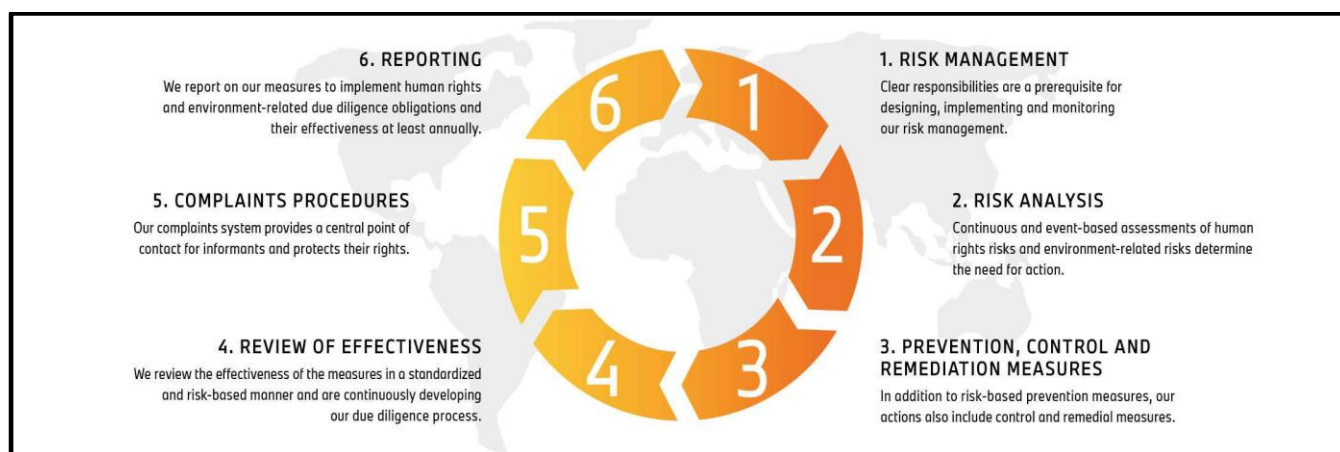 1. RISK MANAGEMENT
Clear responsibilities are a prerequisite for
designing, implementing and monitoring
our risk management.
2. RISK ANALYSIS
Continuous and event-based assessments of human
rights risks and environment-related risks determine
the need for action.
3. PREVENTION, CONTROL AND
REMEDIATION MEASURES
In addition to risk-based prevention measures, our
actions also include control and remedial measures.
4. REVIEW OF EFFECTIVENESS
We review the effectiveness of the measures in a standardized
and risk-based manner and are continuously developing
our due diligence process.
5. COMPLAINTS PROCEDURES
Our complaints system provides a central point of
contact for informants and protects their rights.
6. REPORTING
We report on our measures to implement human rights
and environment-related due diligence obligations and
their effectiveness at least annually.
1
2
3
4
5
6